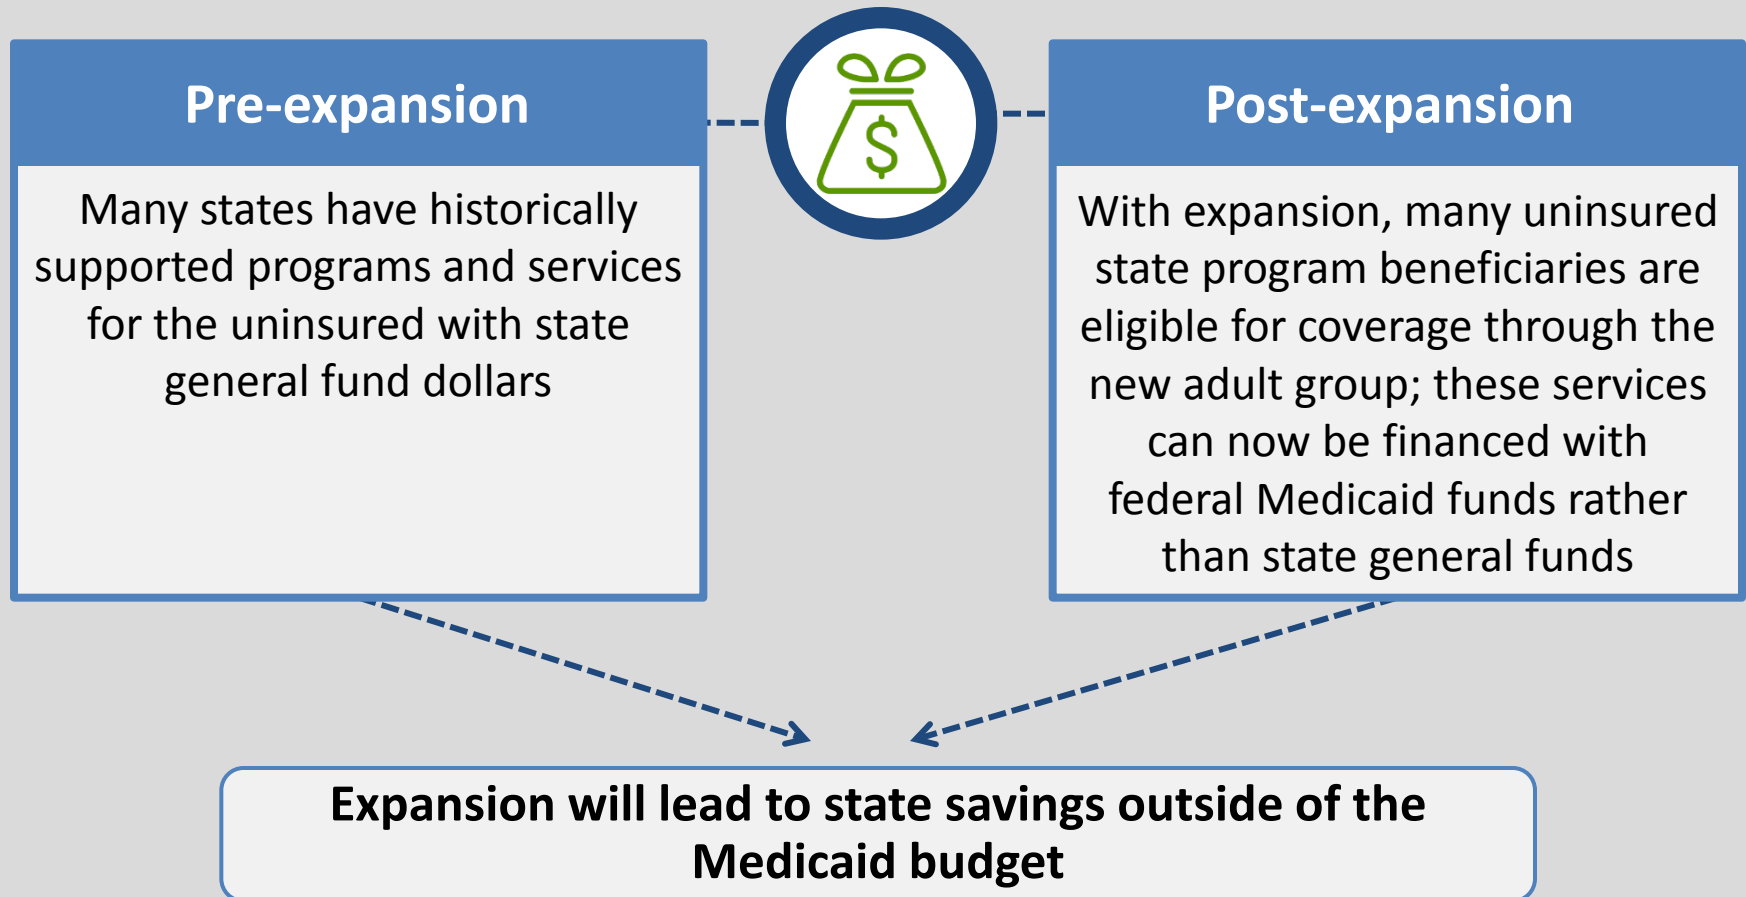 Pre-expansion
Many states have historically
supported programs and services
for the uninsured with state
general fund dollars
$
Post-expansion
With expansion, many uninsured
state program beneficiaries are
eligible for coverage through the
new adult group; these services
can now be financed with
federal Medicaid funds rather
than state general funds
Expansion will lead to state savings outside of the
Medicaid budget